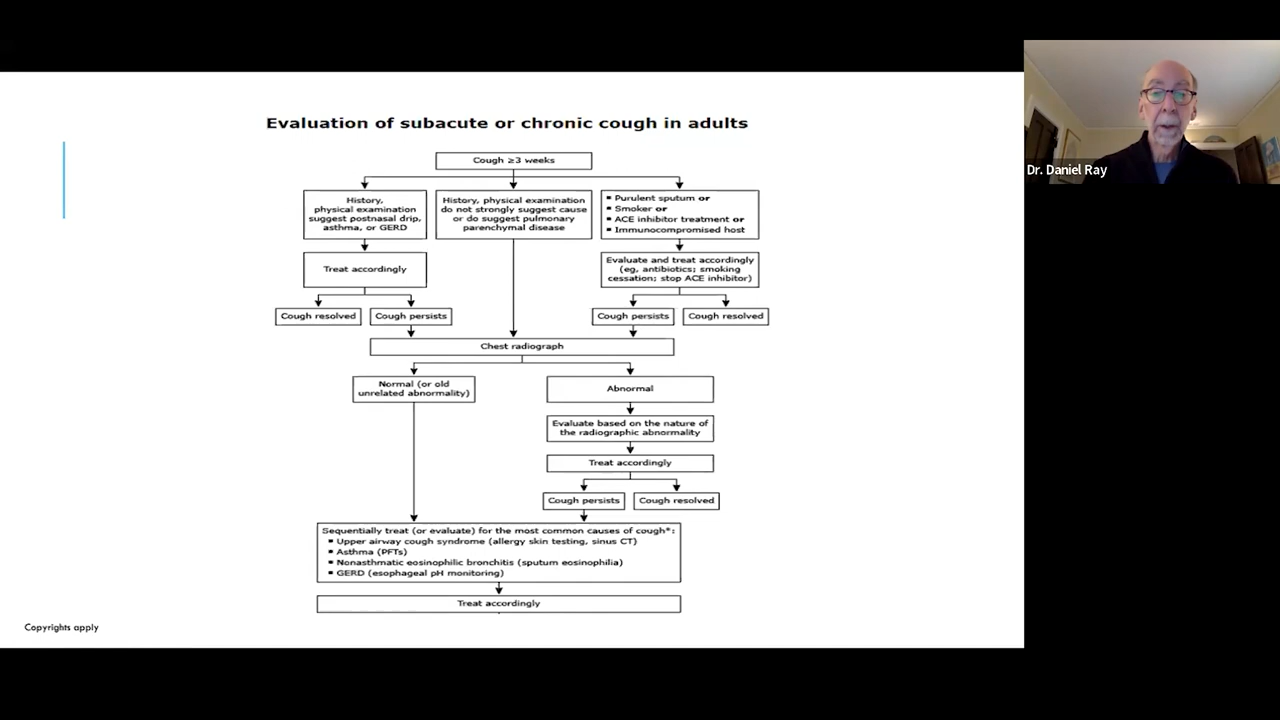 Evaluation of subacute or chronic cough in adults
Cough ≥3 weeks
History,
physical examination
suggest postnasal drip,
asthma, or GERD
History, physical examination
do not strongly suggest cause
or do suggest pulmonary
parenchymal disease
▪ Purulent sputum or
▪ Smoker or
▪ ACE inhibitor treatment or
▪ Immunocompromised host
Treat accordingly
Evaluate and treat accordingly
(eg, antibiotics; smoking
cessation; stop ACE inhibitor)
Cough resolved
Cough persists
Cough persists
Cough resolved
Chest radiograph
Normal (or old
unrelated abnormality)
Abnormal
Evaluate based on the nature of
the radiographic abnormality
Treat accordingly
Cough persists
Cough resolved
Sequentially treat (or evaluate) for the most common causes of cough*:
▪ Upper airway cough syndrome (allergy skin testing, sinus CT)
▪ Asthma (PFTs)
▪ Nonasthmatic eosinophilic bronchitis (sputum eosinophilia)
▪ GERD (esophageal pH monitoring)
Treat accordingly
Copyrights apply
Dr. Daniel Ray